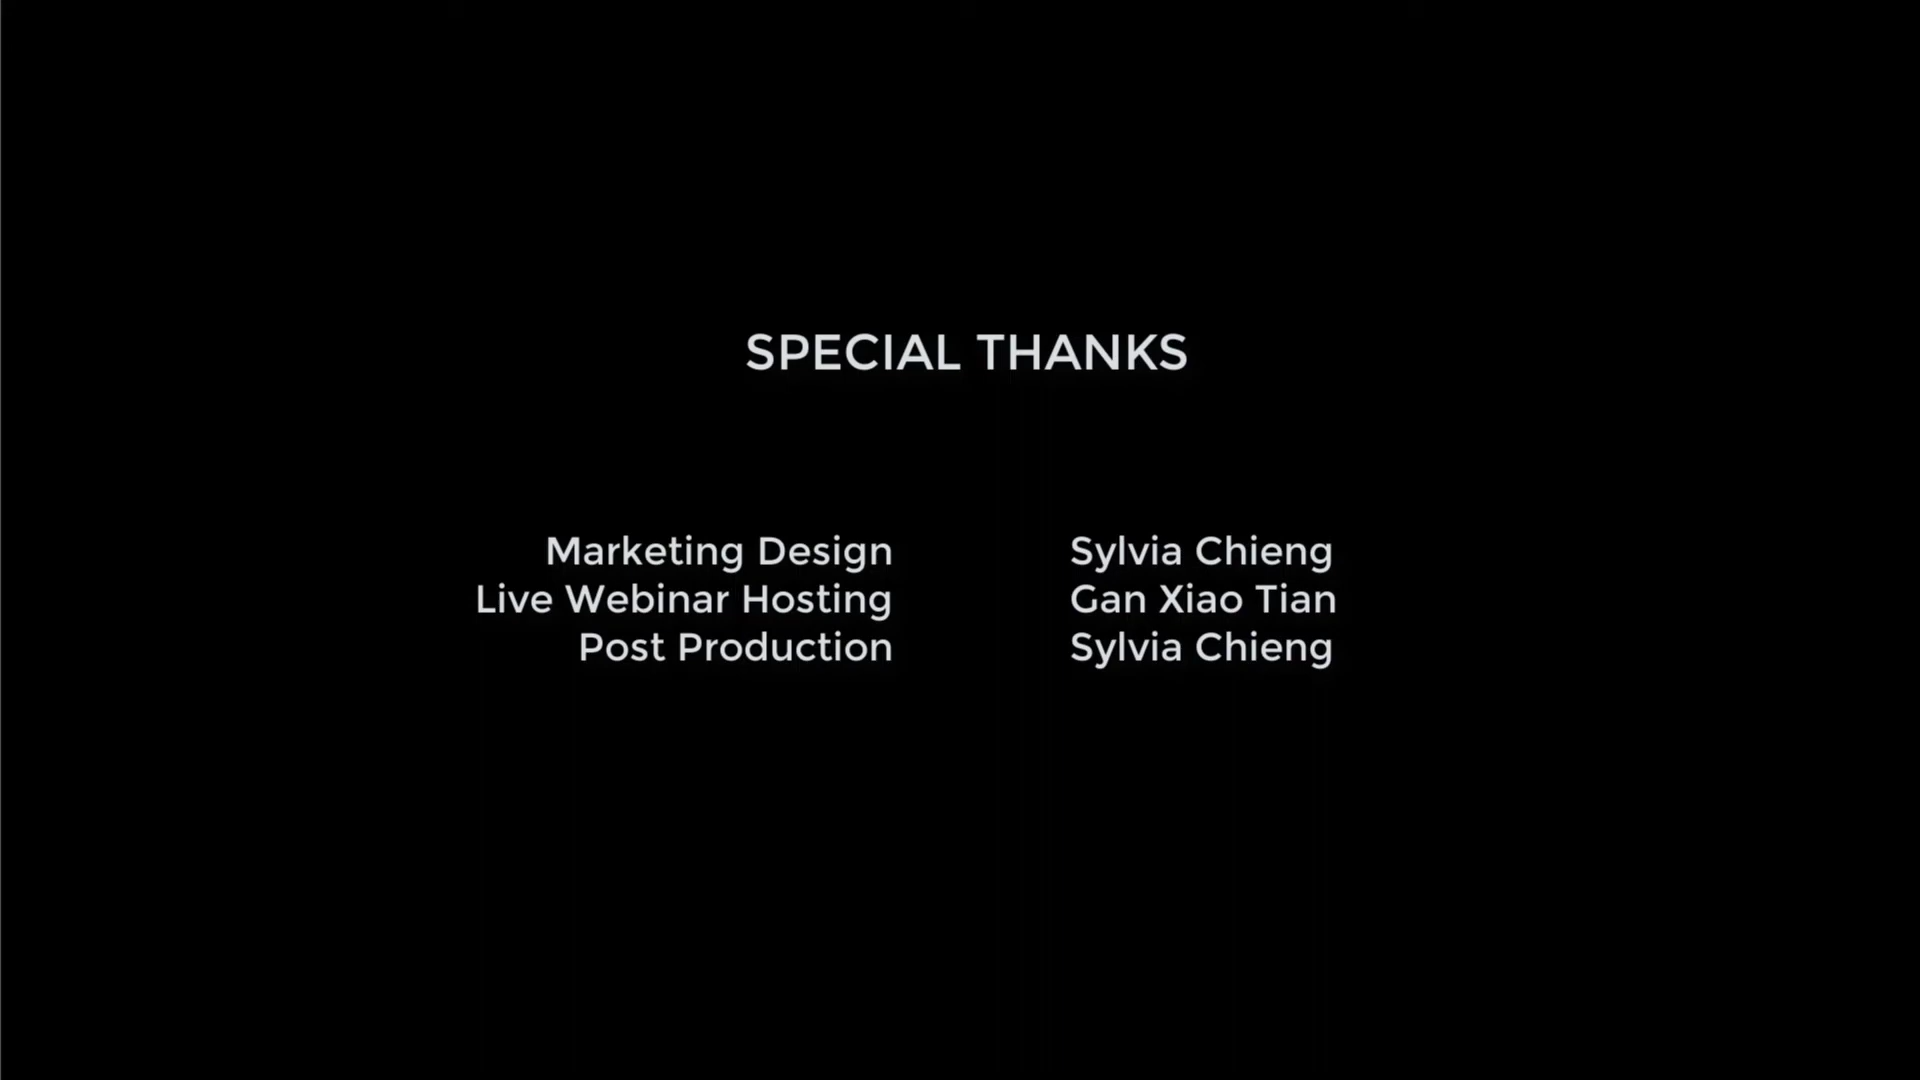 SPECIAL THANKS
Marketing Design Sylvia Chieng
Live Webinar Hosting Gan Xiao Tian
Post Production Sylvia Chieng